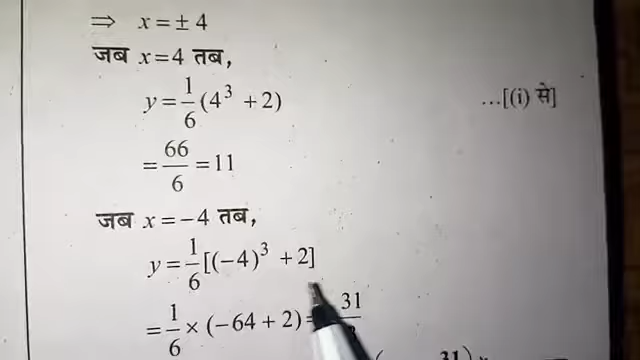 ⇒ x = ± 4
जब x = 4 तब,
y = 1/6 (4³ + 2) ...[(i) से]
= 66/6 = 11
जब x = −4 तब,
y = 1/6 [(−4)³ + 2]
= 1/6 × (−64 + 2) = 31
31